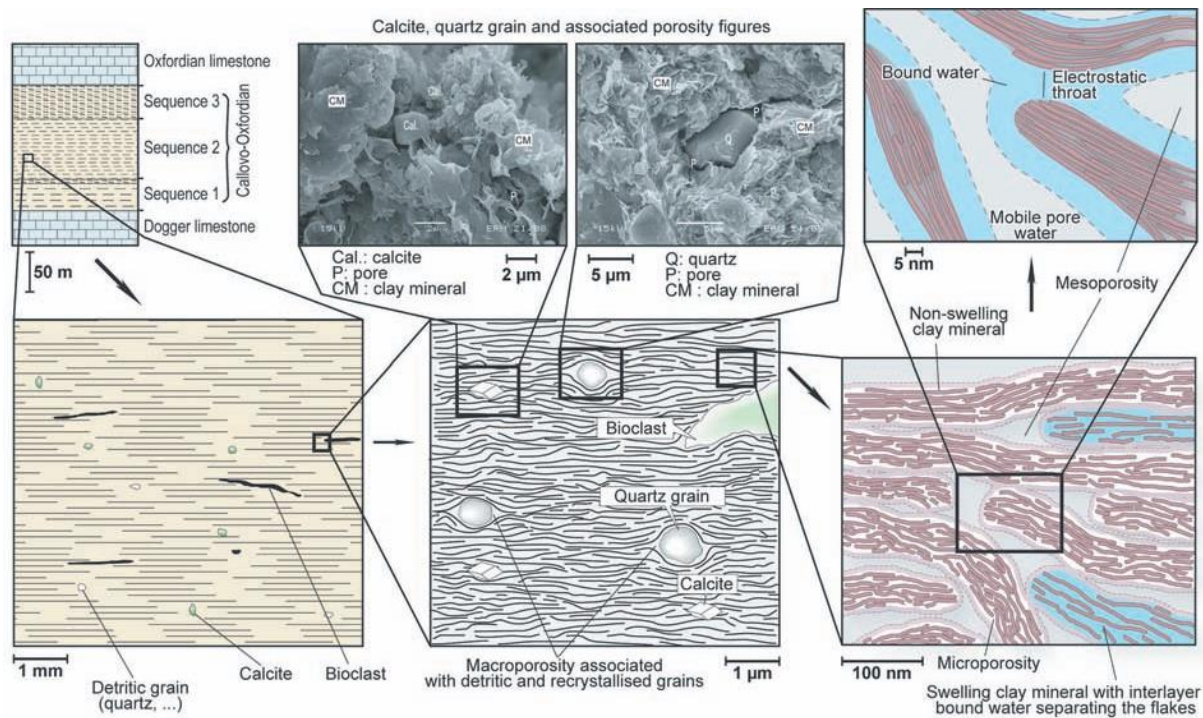 Calcite, quartz grain and associated porosity figures
Oxfordian limestone
Sequence 3
Sequence 2
Sequence 1
Callovo-Oxfordian
Dogger limestone
50 m
CM
Cal.
CM
P
15kV
Cal.: calcite
P: pore
CM : clay mineral
2 µm
CM
P
Q
CM
P
15kV
5 µm
Q: quartz
P: pore
CM : clay mineral
Bound water
Electrostatic
throat
Mobile pore
water
5 nm
Mesoporosity
Non-swelling
clay mineral
1 mm
Detritic grain
(quartz, ...)
Calcite
Bioclast
Bioclast
Quartz grain
Calcite
Macroporosity associated
with detritic and recrystallised grains
1 µm
100 nm
Microporosity
Swelling clay mineral with interlayer
bound water separating the flakes